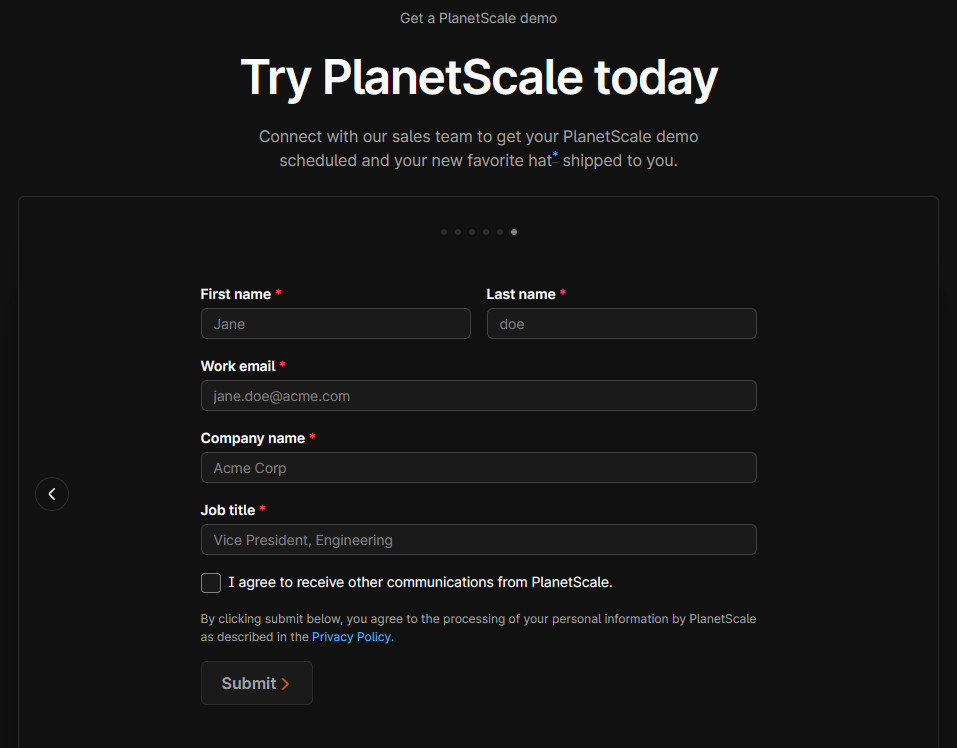 Get a PlanetScale demo
Try PlanetScale today
Connect with our sales team to get your PlanetScale demo
scheduled and your new favorite hat* shipped to you.
First name *
Last name *
Jane
doe
Work email *
jane.doe@acme.com
Company name *
Acme Corp
Job title *
Vice President, Engineering
I agree to receive other communications from PlanetScale.
By clicking submit below, you agree to the processing of your personal information by PlanetScale
as described in the Privacy Policy.
Submit